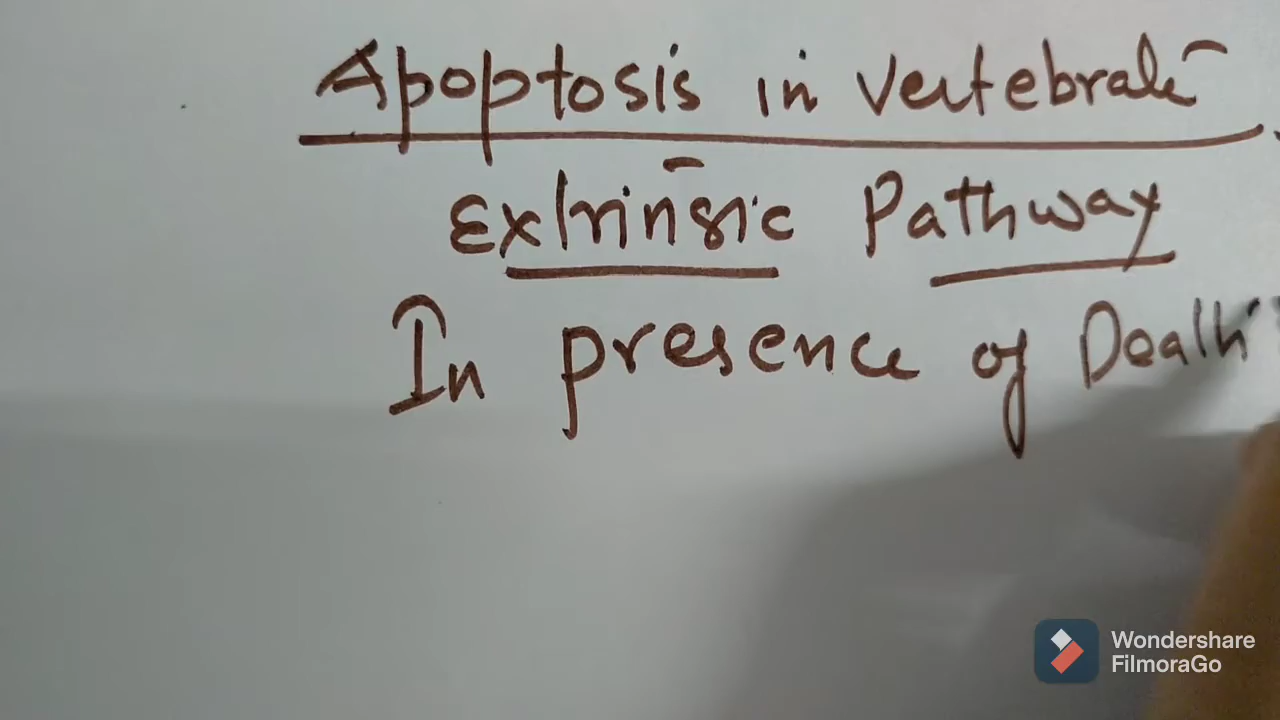 Apoptosis in Vertebrate
Extrinsic Pathway
In presence of Death
Wondershare
FilmoraGo